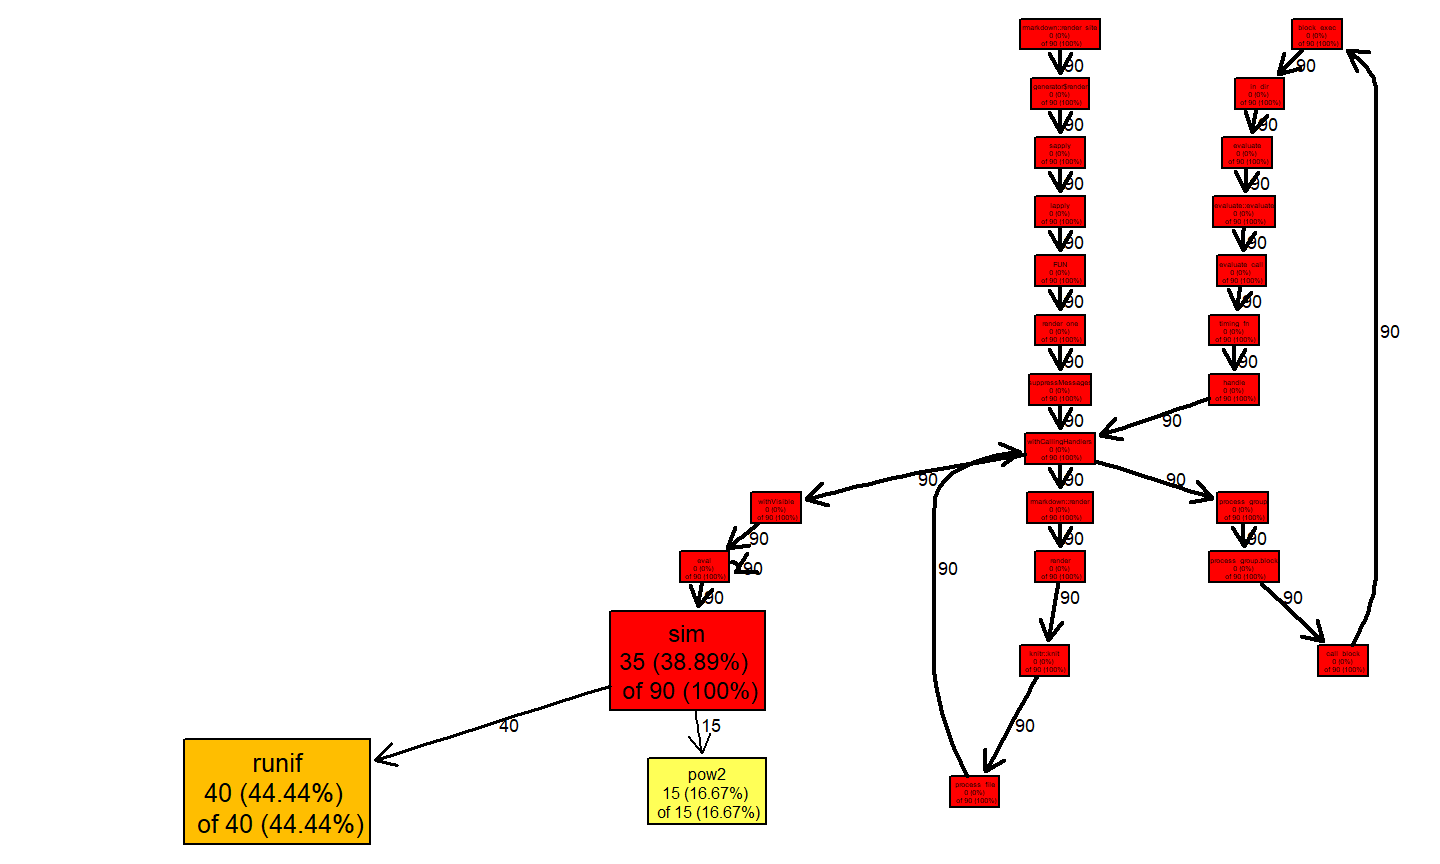 rmarkdown::render_site
0 (0%)
of 90 (100%)
90
generator$render
0 (0%)
of 90 (100%)
90
sapply
0 (0%)
of 90 (100%)
90
lapply
0 (0%)
of 90 (100%)
90
FUN
0 (0%)
of 90 (100%)
90
render_one
0 (0%)
of 90 (100%)
90
suppressMessages
0 (0%)
of 90 (100%)
90
withCallingHandlers
0 (0%)
of 90 (100%)
90
90
90
rmarkdown::render
0 (0%)
of 90 (100%)
90
render
0 (0%)
of 90 (100%)
90
knitr::knit
0 (0%)
of 90 (100%)
90
process_file
0 (0%)
of 90 (100%)
90
block_exec
0 (0%)
of 90 (100%)
90
in_dir
0 (0%)
of 90 (100%)
90
evaluate
0 (0%)
of 90 (100%)
90
evaluate::evaluate
0 (0%)
of 90 (100%)
90
evaluate_call
0 (0%)
of 90 (100%)
90
timing_fn
0 (0%)
of 90 (100%)
90
handle
0 (0%)
of 90 (100%)
90
process_group
0 (0%)
of 90 (100%)
90
process_group.block
0 (0%)
of 90 (100%)
90
call_block
0 (0%)
of 90 (100%)
90
withVisible
0 (0%)
of 90 (100%)
90
eval
0 (0%)
of 90 (100%)
90
90
sim
35 (38.89%)
of 90 (100%)
40
15
runif
40 (44.44%)
of 40 (44.44%)
pow2
15 (16.67%)
of 15 (16.67%)